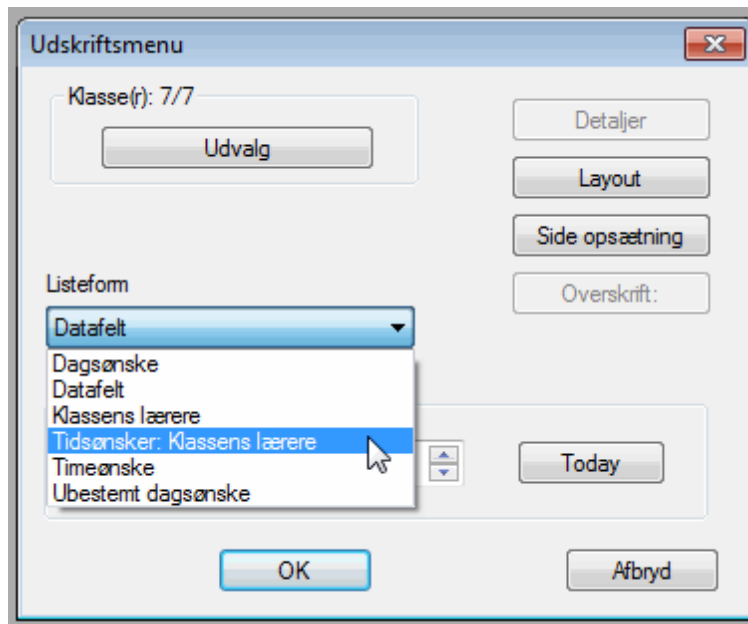 Udskriftsmenu
Klasse(r): 7/7
Udvalg
Detaljer
Layout
Side opsætning
Overskrift:
Listeform
Datafelt
Dagsønske
Datafelt
Klassens lærere
Tidsønsker: Klassens lærere
Timeønske
Ubestemt dagsønske
Today
OK
Afbryd